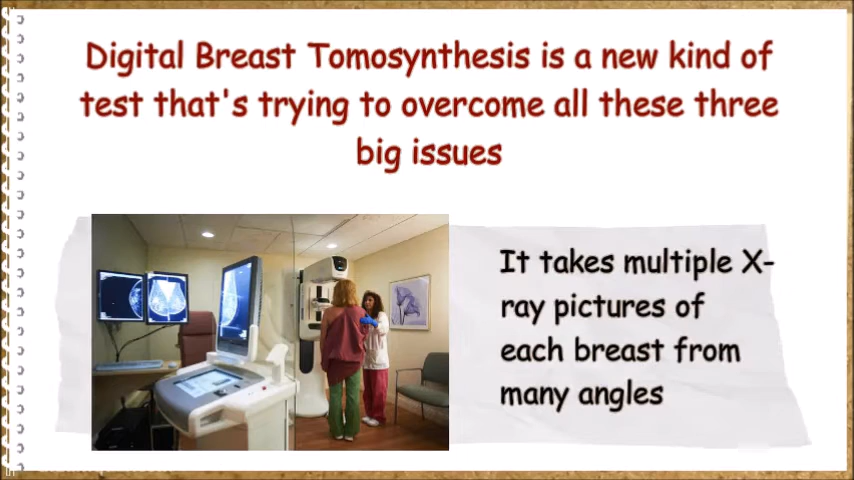 Digital Breast Tomosynthesis is a new kind of
test that's trying to overcome all these three
big issues
It takes multiple X-
ray pictures of
each breast from
many angles